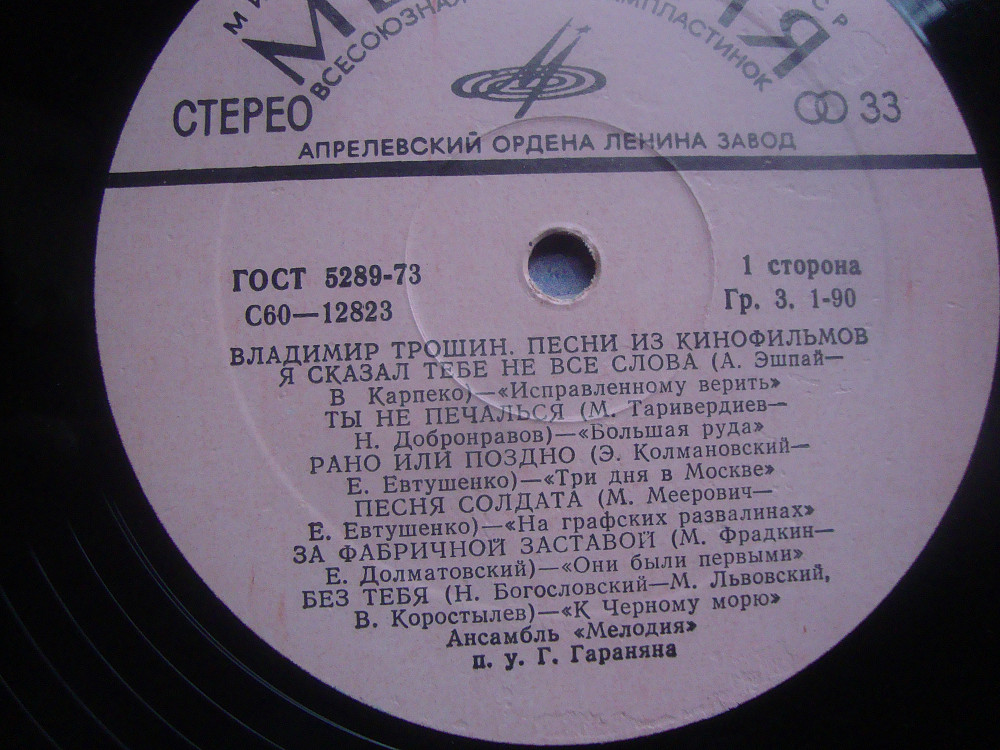 СТЕРЕО
ВСЕСОЮЗНАЯ
33
АПРЕЛЕВСКИЙ ОРДЕНА ЛЕНИНА ЗАВОД
ГОСТ 5289-73
1 сторона
С60—12823
Гр. 3. 1-90
ВЛАДИМИР ТРОШИН. ПЕСНИ ИЗ КИНОФИЛЬМОВ
Я СКАЗАЛ ТЕБЕ НЕ ВСЕ СЛОВА (А. Эшпай—
В Карпеко)—«Исправленному верить»
ТЫ НЕ ПЕЧАЛЬСЯ (М. Таривердиев—
Н. Добронравов)—«Большая руда»
РАНО ИЛИ ПОЗДНО (Э. Колмановский—
Е. Евтушенко)—«Три дня в Москве»
ПЕСНЯ СОЛДАТА (М. Меерович—
Е. Евтушенко)—«На графских развалинах»
ЗА ФАБРИЧНОЙ ЗАСТАВОЙ (М. Фрадкин—
Е. Долматовский)—«Они были первыми»
БЕЗ ТЕБЯ (Н. Богословский—М. Львовский,
В. Коростылев)—«К Черному морю»
Ансамбль «Мелодия»
п. у. Г. Гараняна